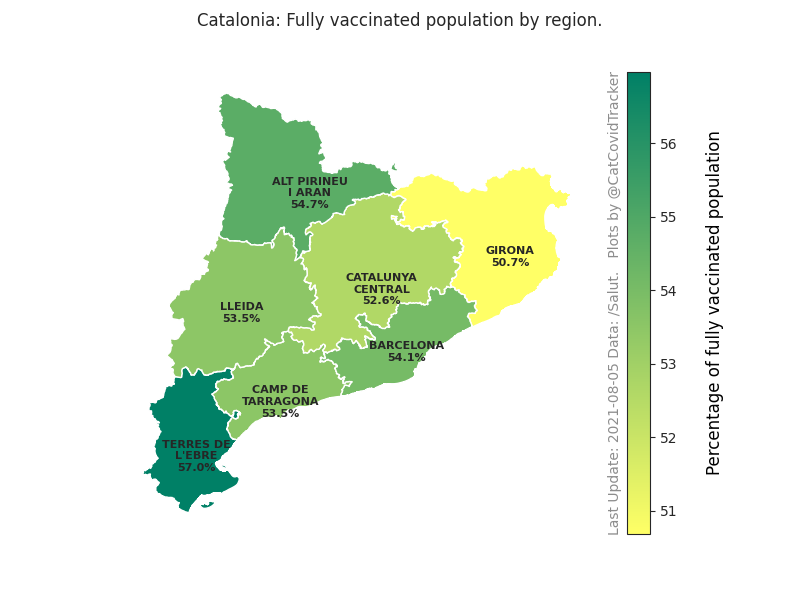 Catalonia: Fully vaccinated population by region.
ALT PIRINEU
I ARAN
54.7%
GIRONA
50.7%
CATALUNYA
CENTRAL
52.6%
LLEIDA
53.5%
BARCELONA
54.1%
CAMP DE
TARRAGONA
53.5%
TERRES DE
L'EBRE
57.0%
Last Update: 2021-08-05 Data: /Salut.   Plots by @CatCovidTracker
56
55
54
53
52
51
Percentage of fully vaccinated population